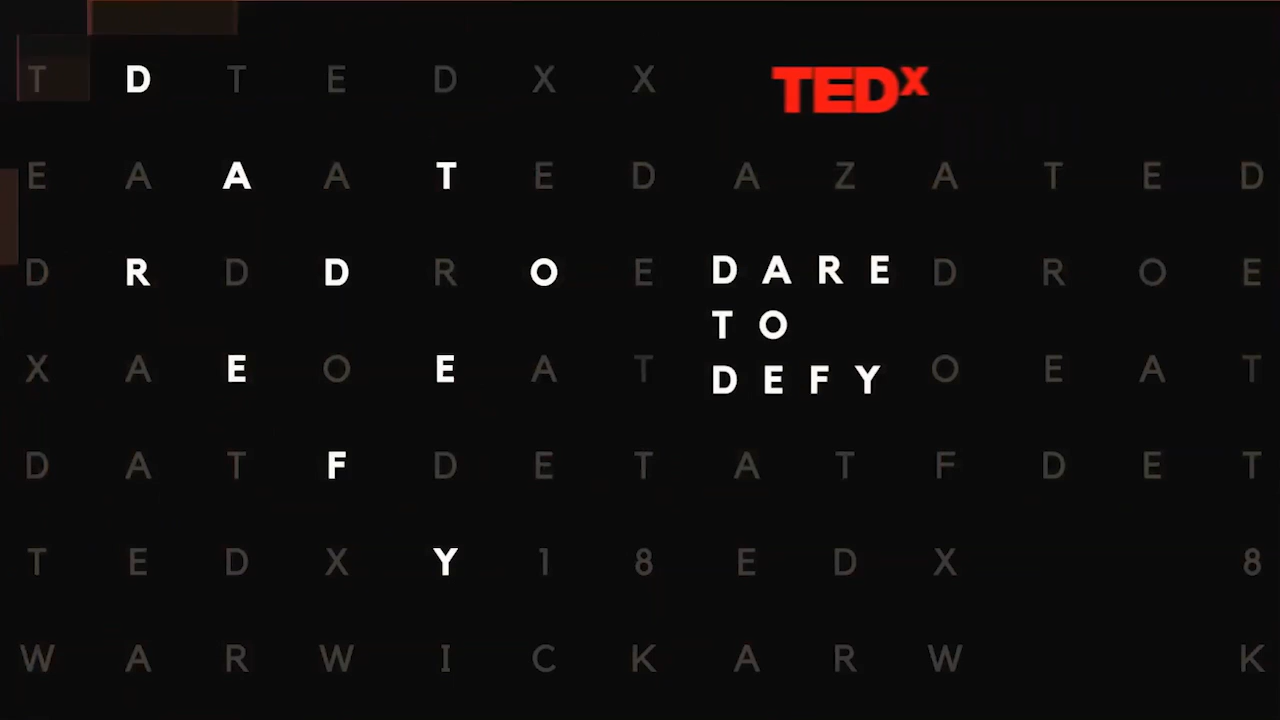 T D T E D X X
TEDx
E A A A T E D A Z A T E D
D R D D R O E
DARE
TO
DEFY
D R O E
X A E O E A T
O E A T
D A T F D E T A T F D E T
T E D X Y 1 8 E D X 8
W A R W I C K A R W K